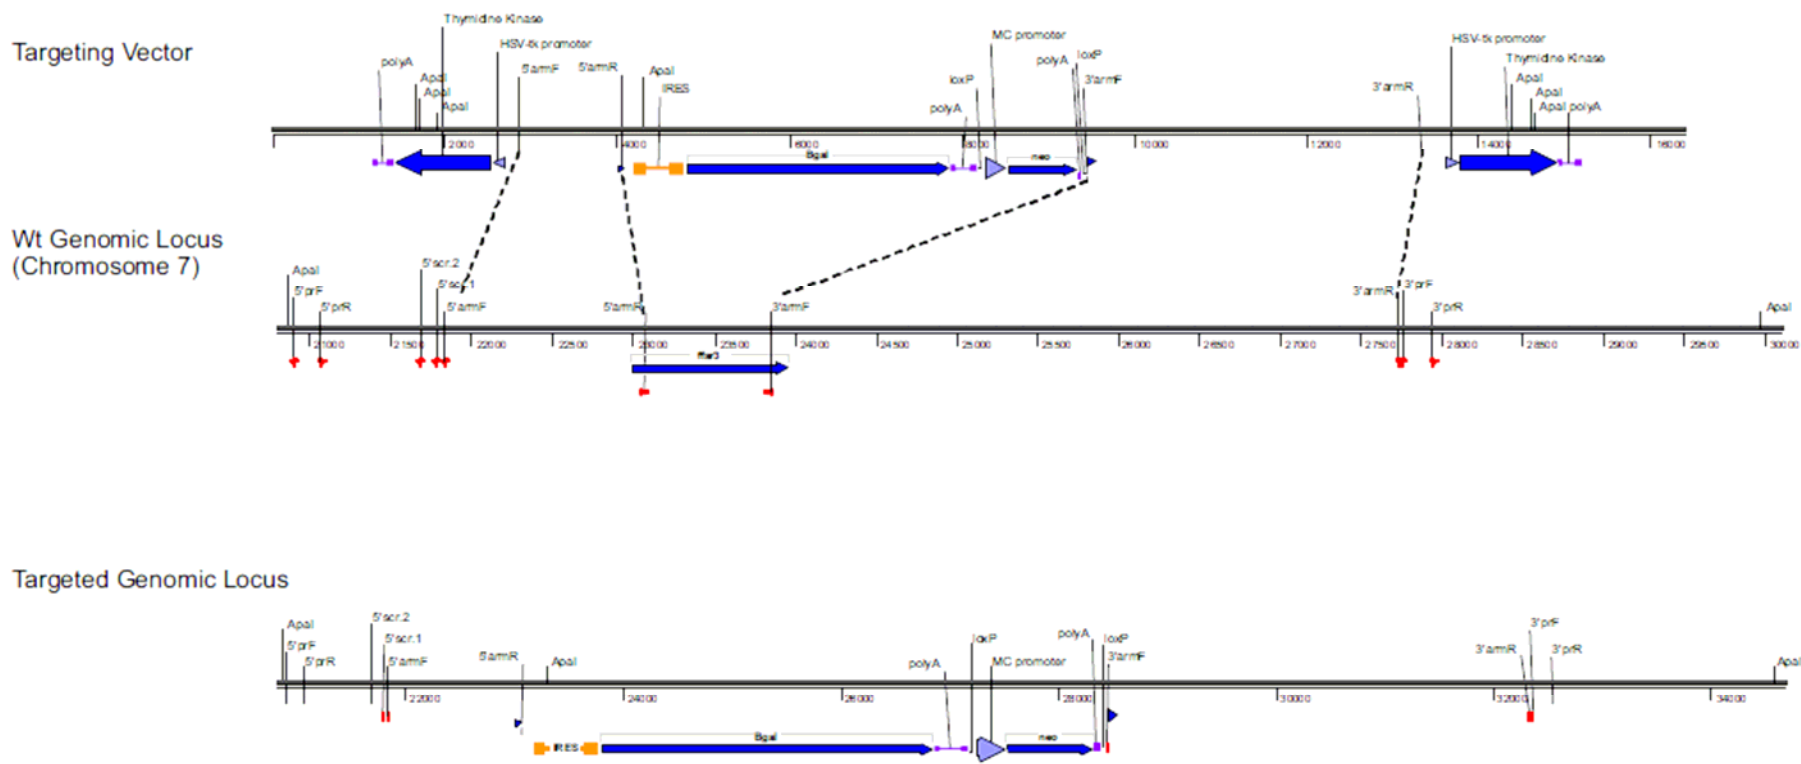 Thymidine Kinase
Targeting Vector
HSV-tk promoter
polyA
5'armF
5'armR
ApaI
ApaI
ApaI
ApaI
IRES
MC promoter
loxP
polyA
loxP
polyA
3'armF
HSV-tk promoter
Thymidine Kinase
3'armR
ApaI
ApaI
ApaI polyA
2000
4000
6000
8000
10000
12000
14000
16000
Bgal
neo
Wt Genomic Locus
(Chromosome 7)
ApaI
5'prF
5'prR
5'scr.2
5'scr.1
5'armF
5'armR
3'armF
3'armR
3'prF
3'prR
ApaI
21000
21500
22000
22500
23000
23500
24000
24500
25000
25500
26000
26500
27000
27500
28000
28500
29000
29500
30000
Targeted Genomic Locus
ApaI
5'prF
5'prR
5'scr.2
5'scr.1
5'armF
5'armR
ApaI
polyA
loxP
MC promoter
polyA
loxP
3'armF
3'armR
3'prF
3'prR
ApaI
22000
24000
26000
28000
30000
32000
34000
IRES
Bgal
neo